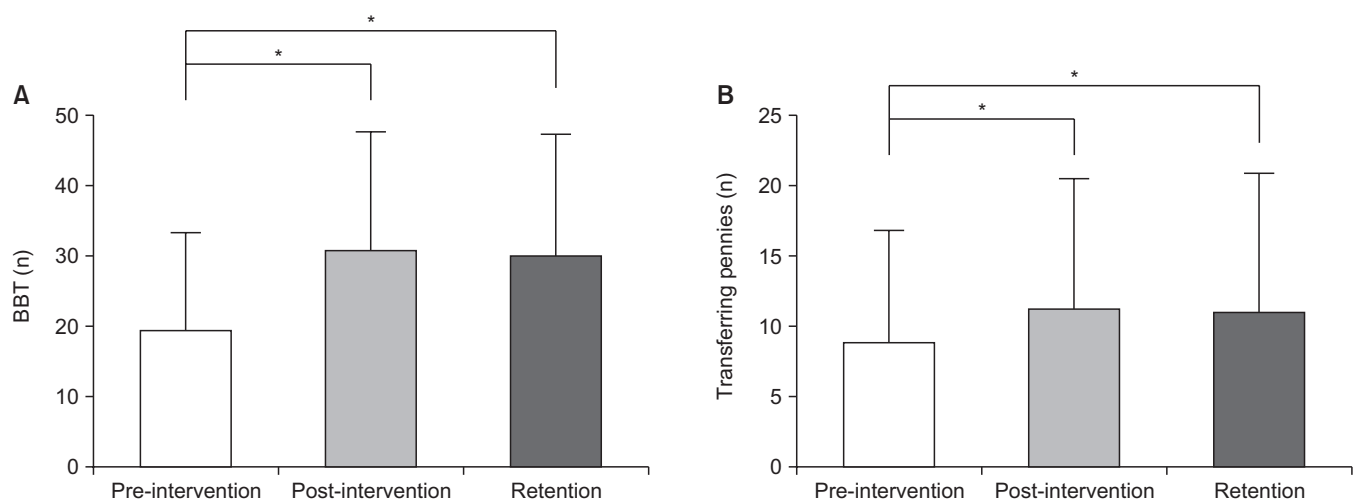 *
*
A
50
40
30
20
10
0
BBT (n)
Pre-intervention
Post-intervention
Retention
*
*
B
25
20
15
10
5
0
Transferring pennies (n)
Pre-intervention
Post-intervention
Retention